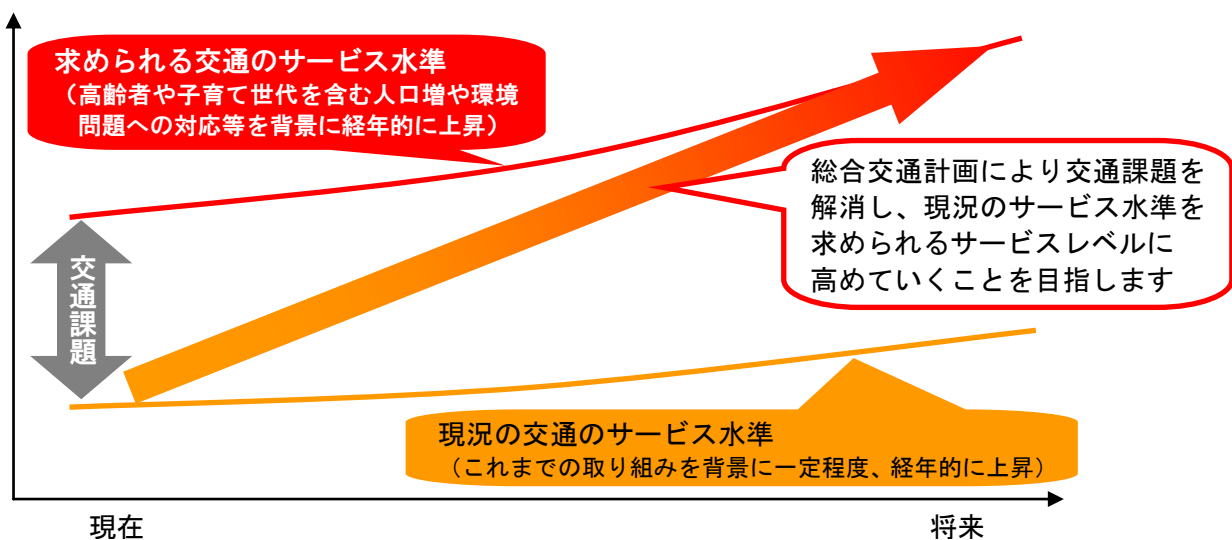 求められる交通のサービス水準
（高齢者や子育て世代を含む人口増や環境
問題への対応等を背景に経年的に上昇）
総合交通計画により交通課題を
解消し、現況のサービス水準を
求められるサービスレベルに
高めていくことを目指します
交通課題
現況の交通のサービス水準
（これまでの取り組みを背景に一定程度、経年的に上昇）
現在
将来